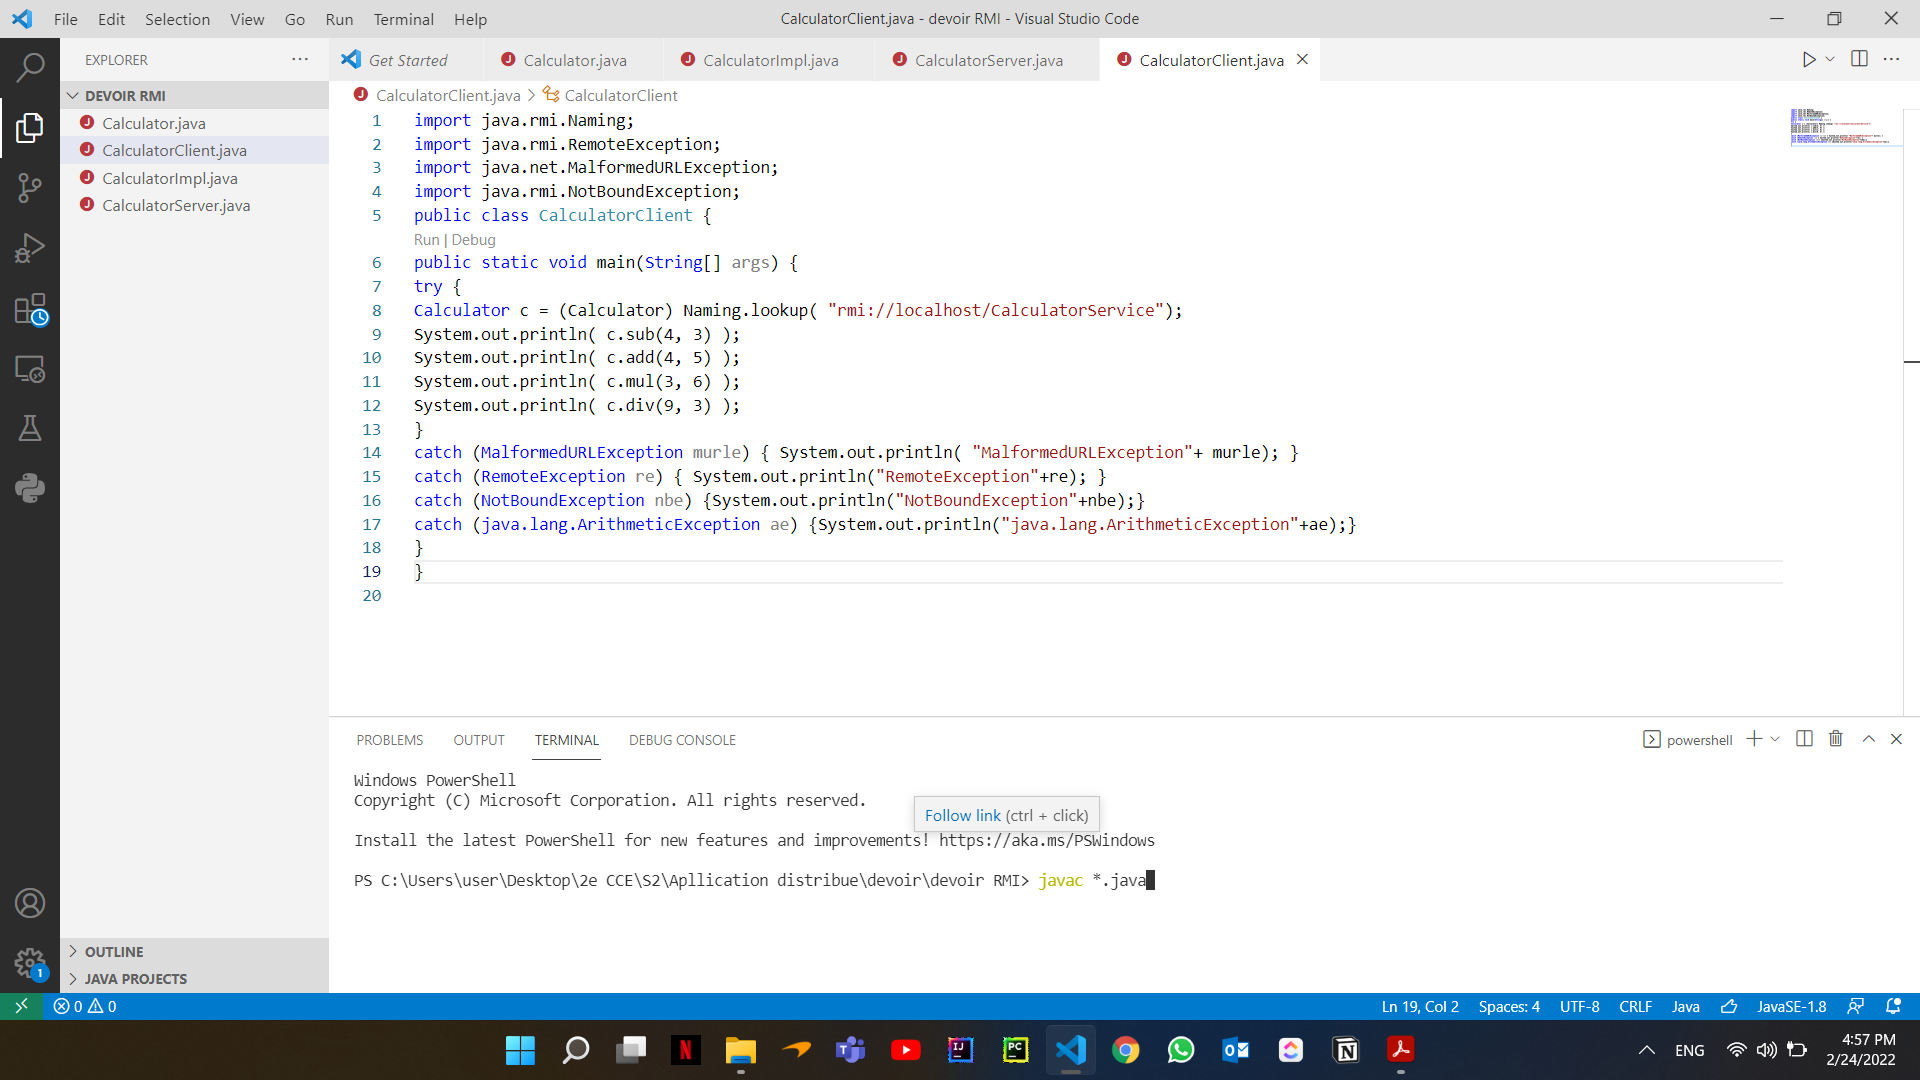 File Edit Selection View Go Run Terminal Help
CalculatorClient.java - devoir RMI - Visual Studio Code
EXPLORER
Get Started
Calculator.java
CalculatorImpl.java
CalculatorServer.java
CalculatorClient.java
DEVOIR RMI
Calculator.java
CalculatorClient.java
CalculatorImpl.java
CalculatorServer.java
CalculatorClient.java > CalculatorClient
1 import java.rmi.Naming;
2 import java.rmi.RemoteException;
3 import java.net.MalformedURLException;
4 import java.rmi.NotBoundException;
5 public class CalculatorClient {
Run | Debug
6 public static void main(String[] args) {
7 try {
8 Calculator c = (Calculator) Naming.lookup( "rmi://localhost/CalculatorService");
9 System.out.println( c.sub(4, 3) );
10 System.out.println( c.add(4, 5) );
11 System.out.println( c.mul(3, 6) );
12 System.out.println( c.div(9, 3) );
13 }
14 catch (MalformedURLException murle) { System.out.println( "MalformedURLException"+ murle); }
15 catch (RemoteException re) { System.out.println("RemoteException"+re); }
16 catch (NotBoundException nbe) {System.out.println("NotBoundException"+nbe);}
17 catch (java.lang.ArithmeticException ae) {System.out.println("java.lang.ArithmeticException"+ae);}
18 }
19 }
20
PROBLEMS OUTPUT TERMINAL DEBUG CONSOLE
powershell
Windows PowerShell
Copyright (C) Microsoft Corporation. All rights reserved.
Follow link (ctrl + click)
Install the latest PowerShell for new features and improvements! https://aka.ms/PSWindows
PS C:\Users\user\Desktop\2e CCE\S2\Apllication distribue\devoir\devoir RMI> javac *.java
OUTLINE
JAVA PROJECTS
1
0 0
Ln 19, Col 2 Spaces: 4 UTF-8 CRLF Java JavaSE-1.8
ENG
4:57 PM
2/24/2022